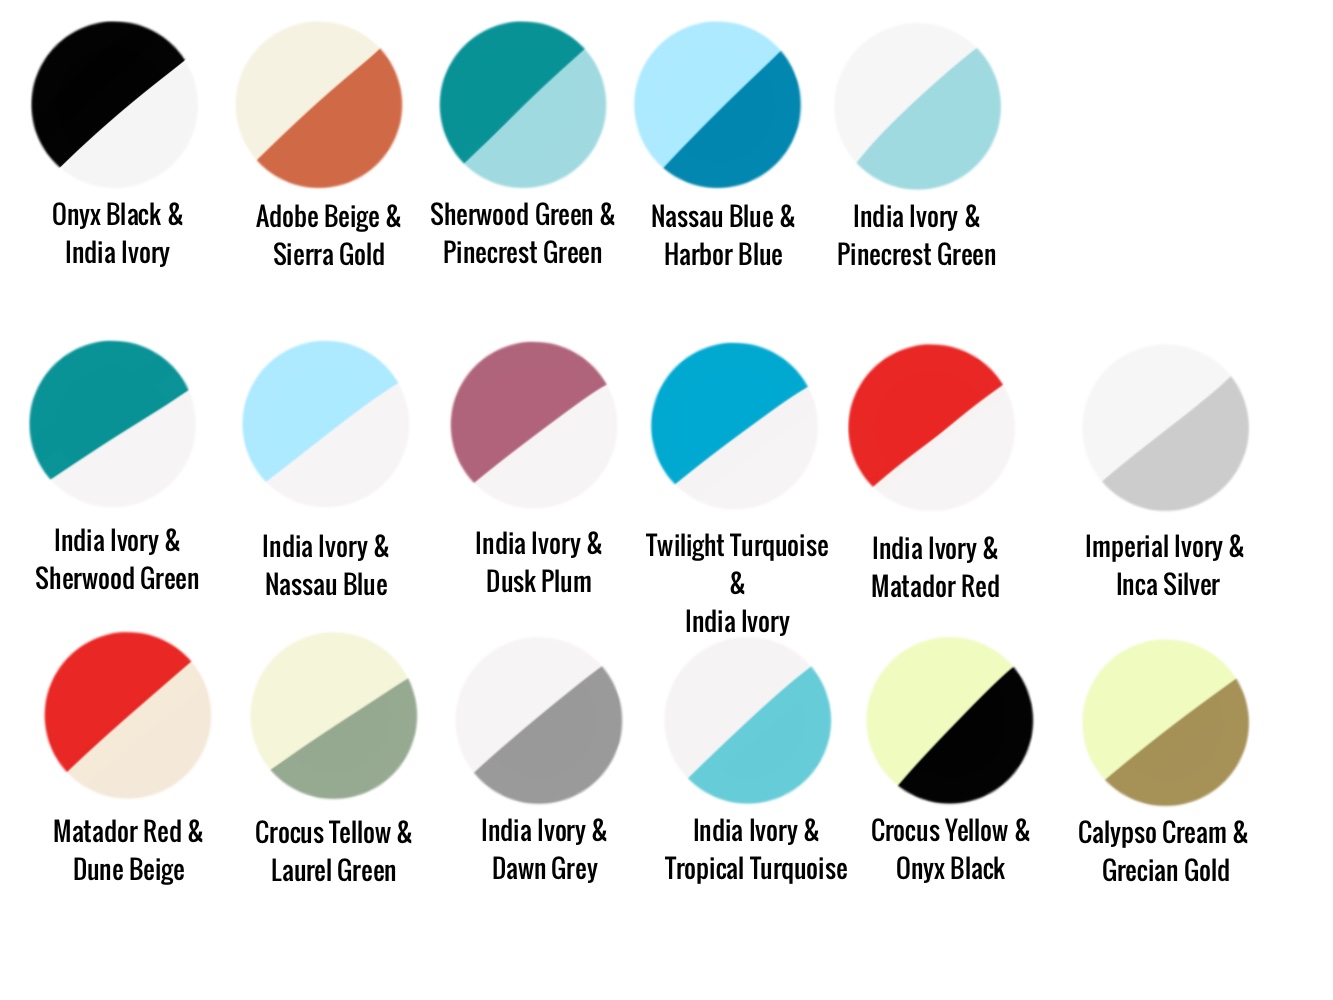 Onyx Black &
India Ivory
Adobe Beige &
Sierra Gold
Sherwood Green &
Pinecrest Green
Nassau Blue &
Harbor Blue
India Ivory &
Pinecrest Green
India Ivory &
Sherwood Green
India Ivory &
Nassau Blue
India Ivory &
Dusk Plum
Twilight Turquoise
&
India Ivory
India Ivory &
Matador Red
Imperial Ivory &
Inca Silver
Matador Red &
Dune Beige
Crocus Tellow &
Laurel Green
India Ivory &
Dawn Grey
India Ivory &
Tropical Turquoise
Crocus Yellow &
Onyx Black
Calypso Cream &
Grecian Gold